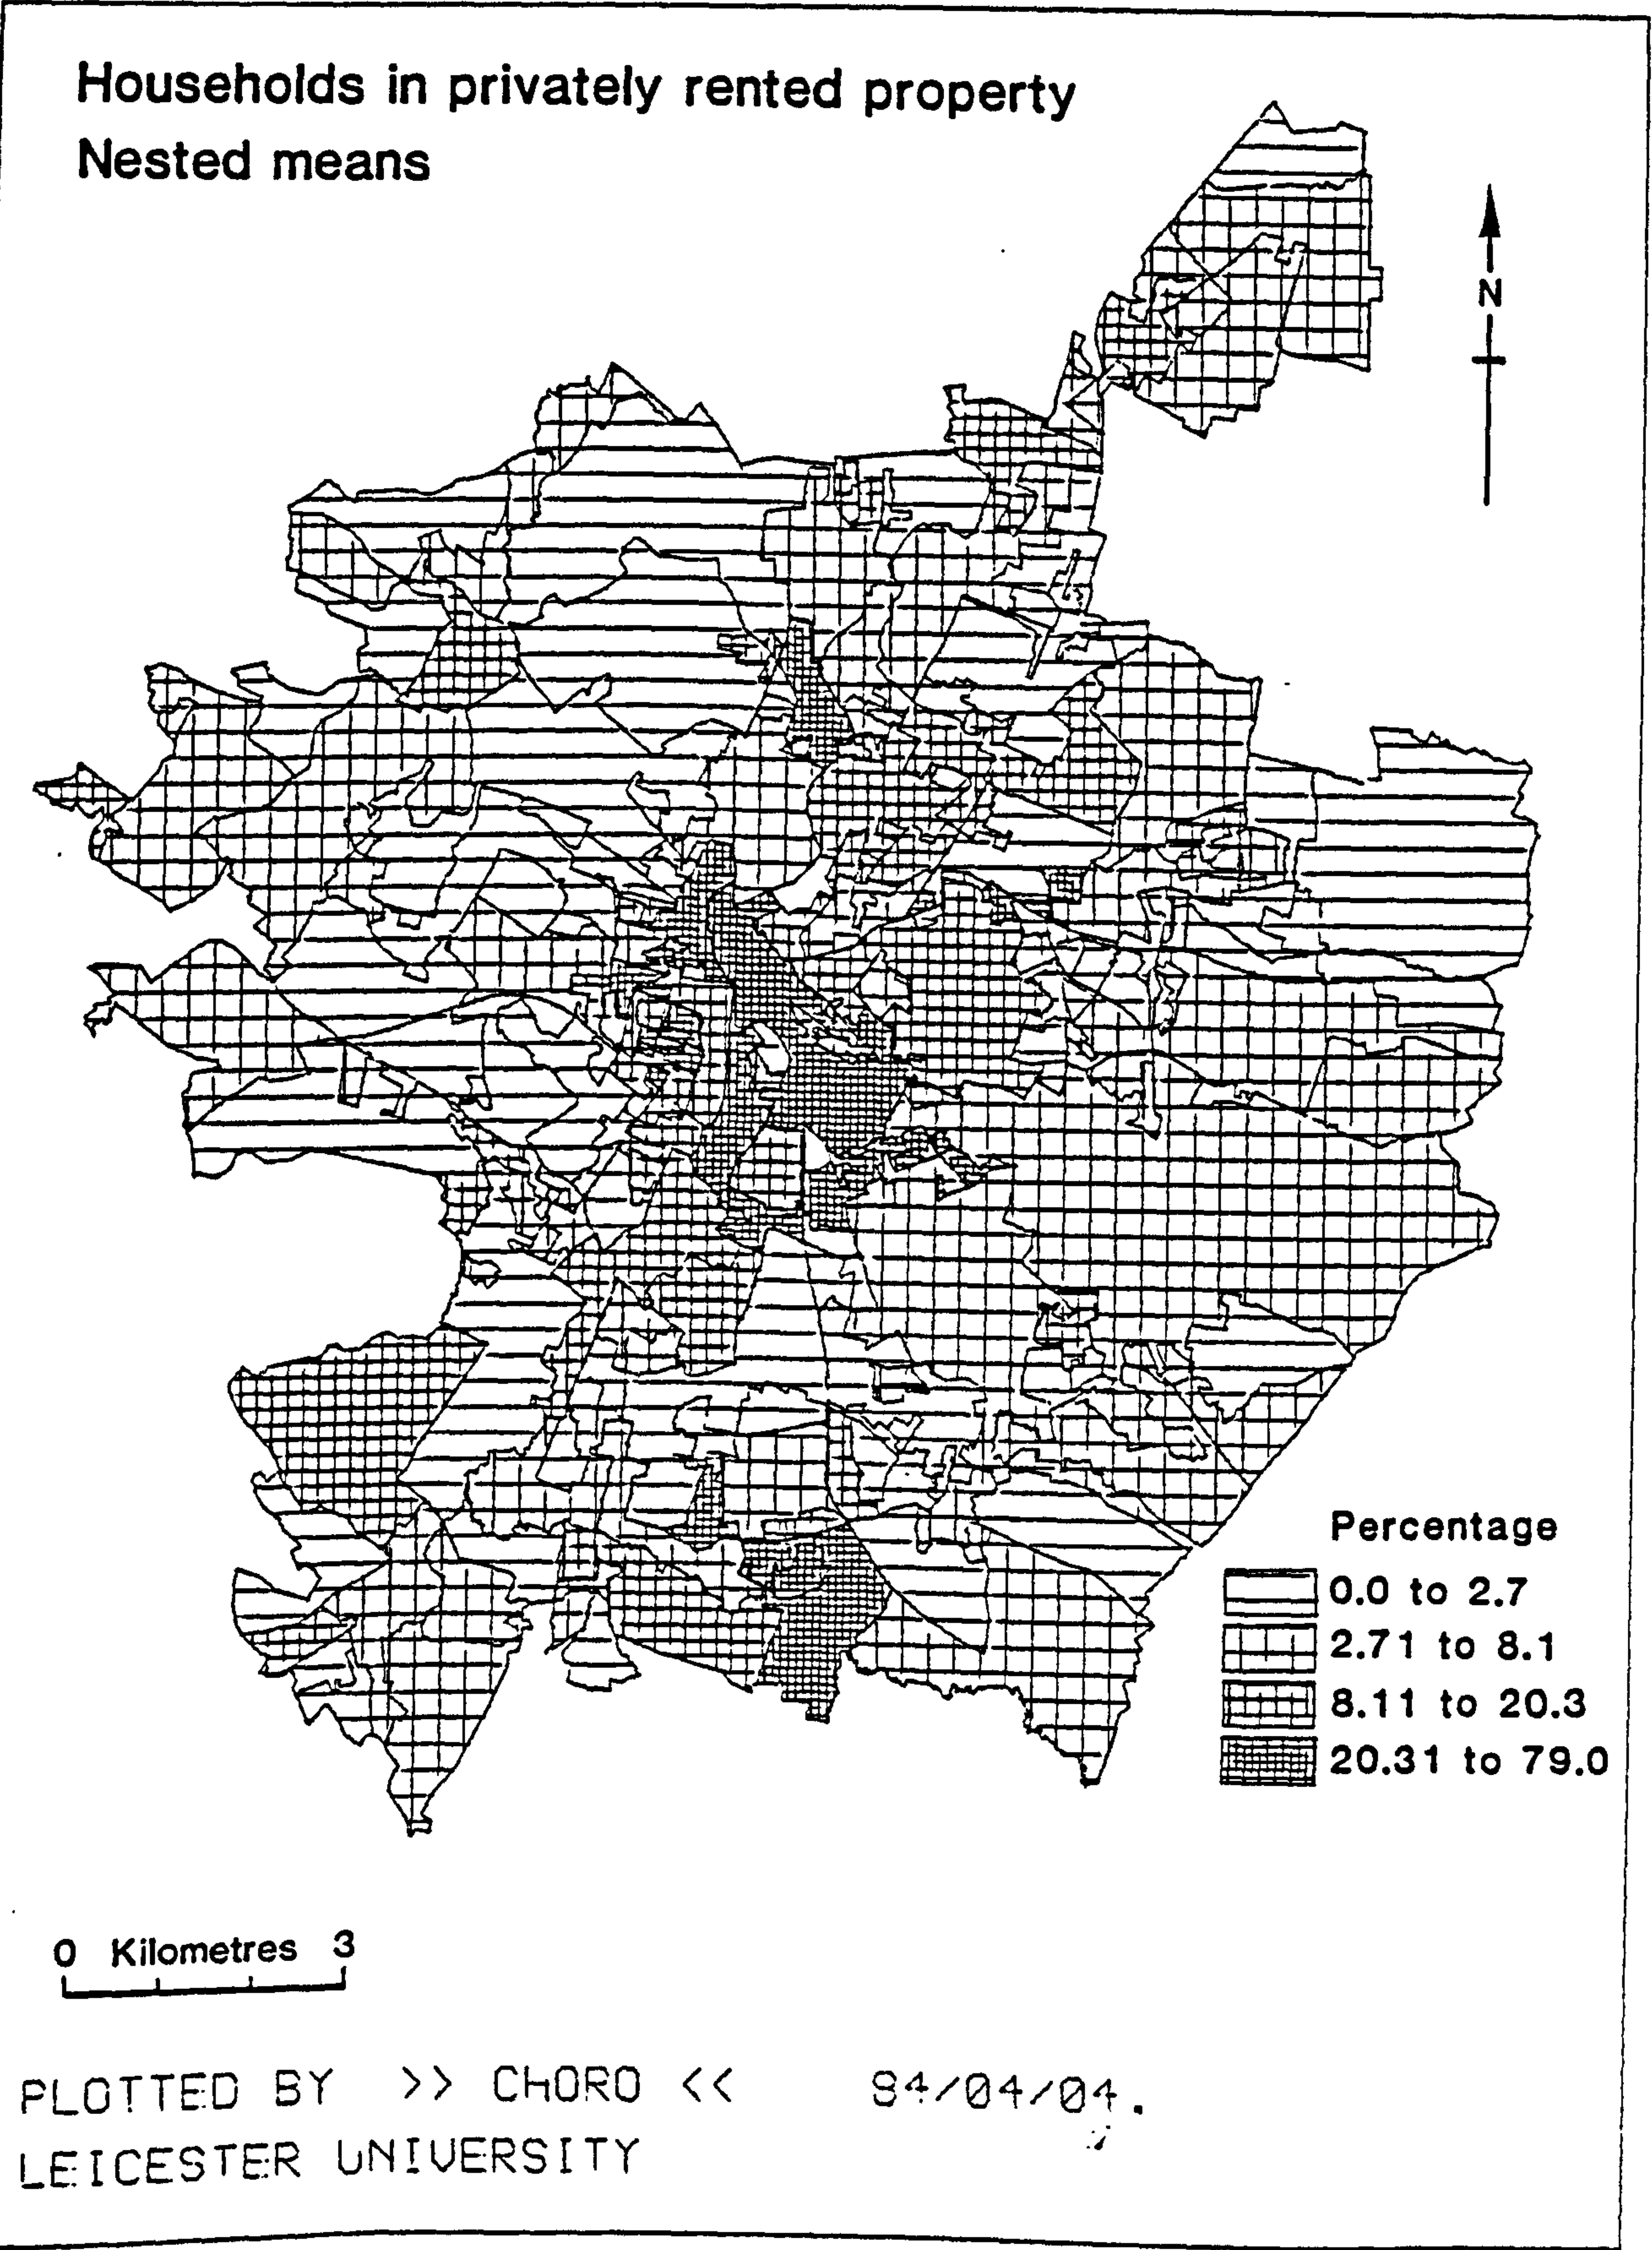 Households in privately rented property
Nested means
N
Percentage
0.0 to 2.7
2.71 to 8.1
8.11 to 20.3
20.31 to 79.0
0 Kilometres 3
PLOTTED BY >> CHORO << 84/04/04.
LEICESTER UNIVERSITY